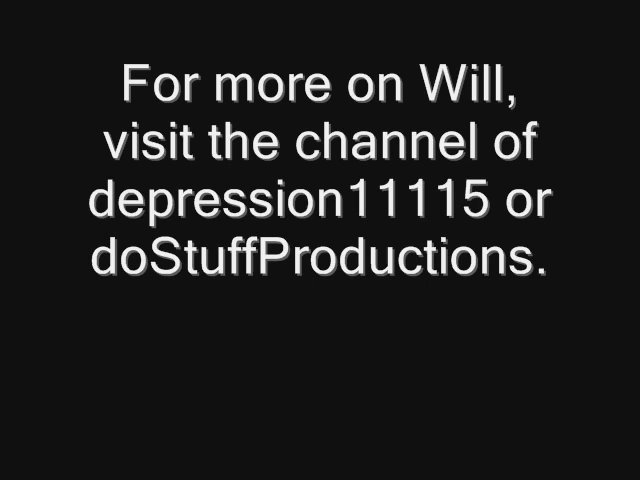 For more on Will,
visit the channel of
depression11115 or
doStuffProductions.